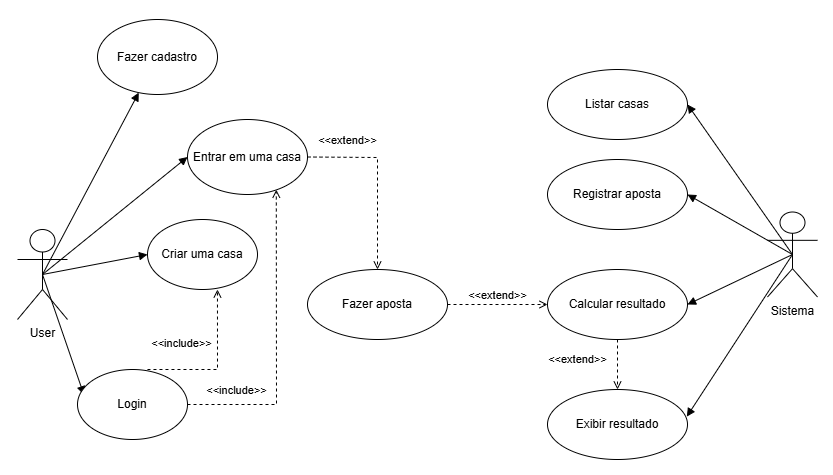 Fazer cadastro
Listar casas
<<extend>>
Entrar em uma casa
Registrar aposta
Criar uma casa
Fazer aposta
<<extend>>
Calcular resultado
Sistema
User
<<include>>
<<extend>>
<<include>>
Login
Exibir resultado